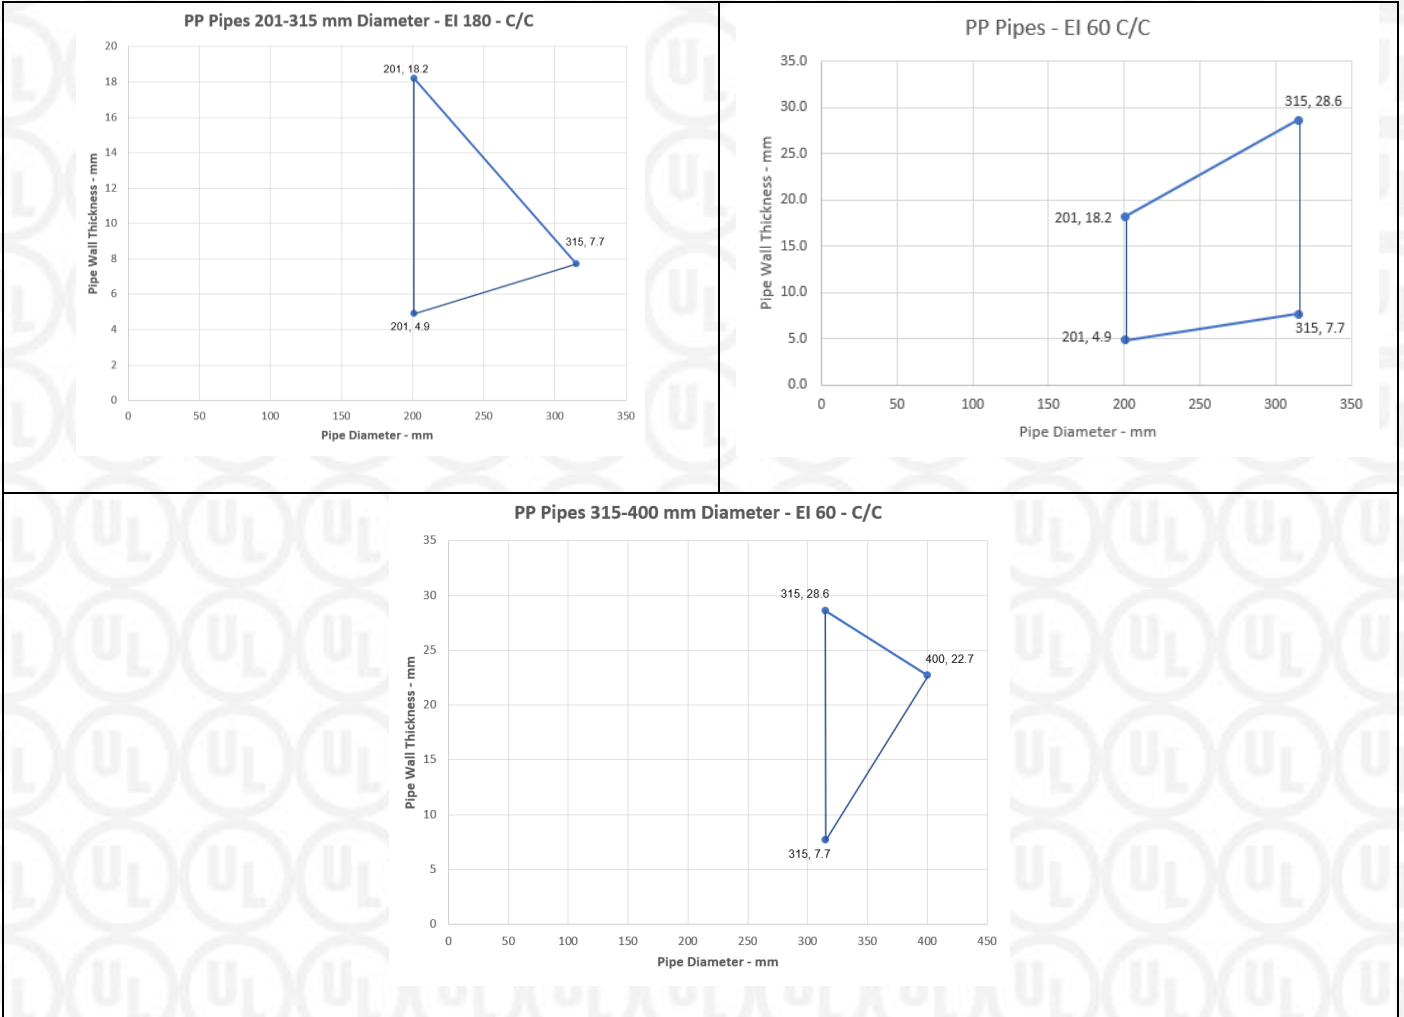 PP Pipes 201-315 mm Diameter - EI 180 - C/C
20
18
16
14
12
10
8
6
4
2
0
Pipe Wall Thickness - mm
201, 18.2
315, 7.7
201, 4.9
0 50 100 150 200 250 300 350
Pipe Diameter - mm
PP Pipes - EI 60 C/C
35.0
30.0
25.0
20.0
15.0
10.0
5.0
0.0
Pipe Wall Thickness - mm
315, 28.6
201, 18.2
201, 4.9
315, 7.7
0 50 100 150 200 250 300 350
Pipe Diameter - mm
PP Pipes 315-400 mm Diameter - EI 60 - C/C
35
30
25
20
15
10
5
0
Pipe Wall Thickness - mm
315, 28.6
400, 22.7
315, 7.7
0 50 100 150 200 250 300 350 400 450
Pipe Diameter - mm
UL